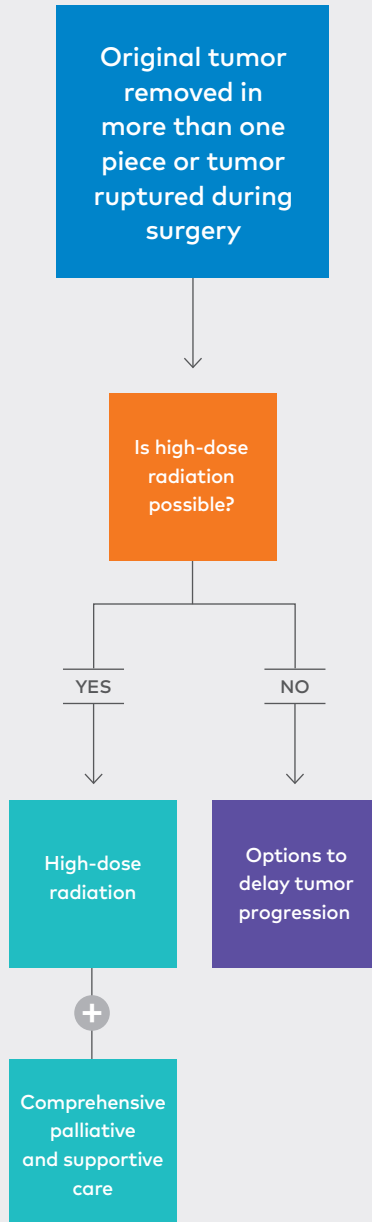 Original tumor
removed in
more than one
piece or tumor
ruptured during
surgery
Is high-dose
radiation
possible?
YES
NO
High-dose
radiation
Options to
delay tumor
progression
+
Comprehensive
palliative
and supportive
care